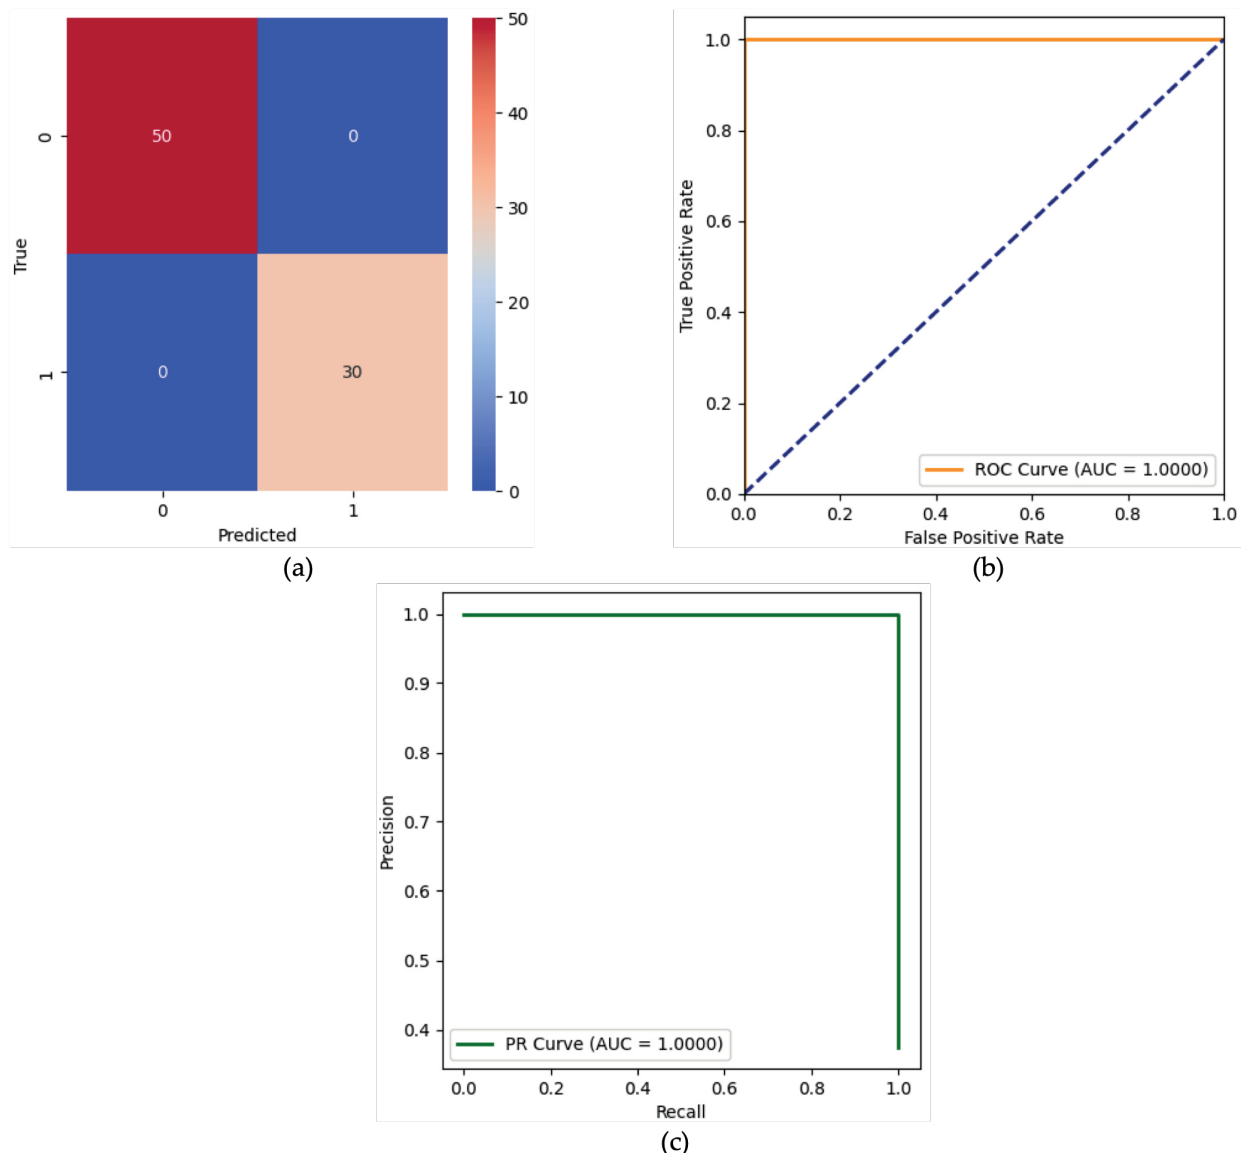 50
0
0
30
0
1
True
0
1
Predicted
50
40
30
20
10
0
(a)
1.0
0.8
0.6
0.4
0.2
0.0
True Positive Rate
0.0 0.2 0.4 0.6 0.8 1.0
False Positive Rate
ROC Curve (AUC = 1.0000)
(b)
1.0
0.9
0.8
0.7
0.6
0.5
0.4
Precision
PR Curve (AUC = 1.0000)
0.0 0.2 0.4 0.6 0.8 1.0
Recall
(c)